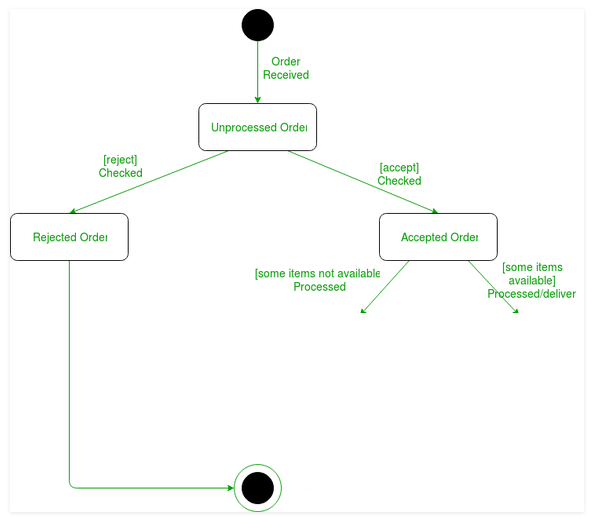 Order
Received
Unprocessed Order
[reject]
Checked
[accept]
Checked
Rejected Order
Accepted Order
[some items not available
Processed
[some items
available]
Processed/deliver